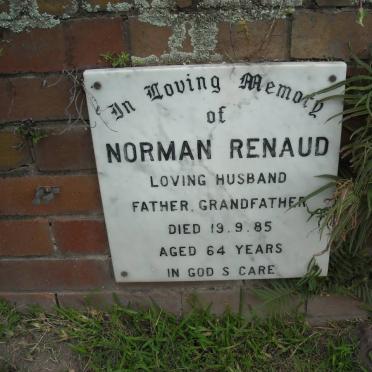 In Loving Memory
of
NORMAN RENAUD
LOVING HUSBAND
FATHER, GRANDFATHER
DIED 19.9.85
AGED 64 YEARS
IN GOD S CARE